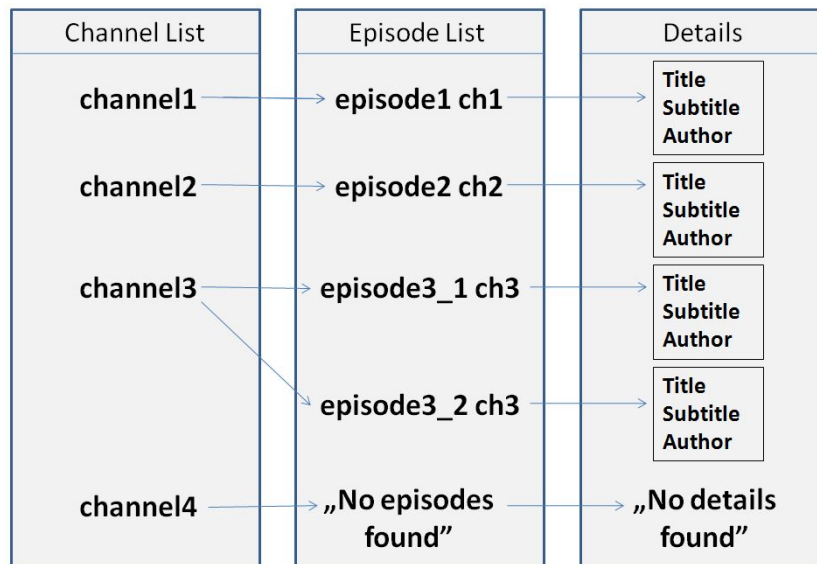 Channel List
Episode List
Details
channel1
episode1 ch1
Title
Subtitle
Author
channel2
episode2 ch2
Title
Subtitle
Author
channel3
episode3_1 ch3
Title
Subtitle
Author
episode3_2 ch3
Title
Subtitle
Author
channel4
„No episodes
found”
„No details
found”